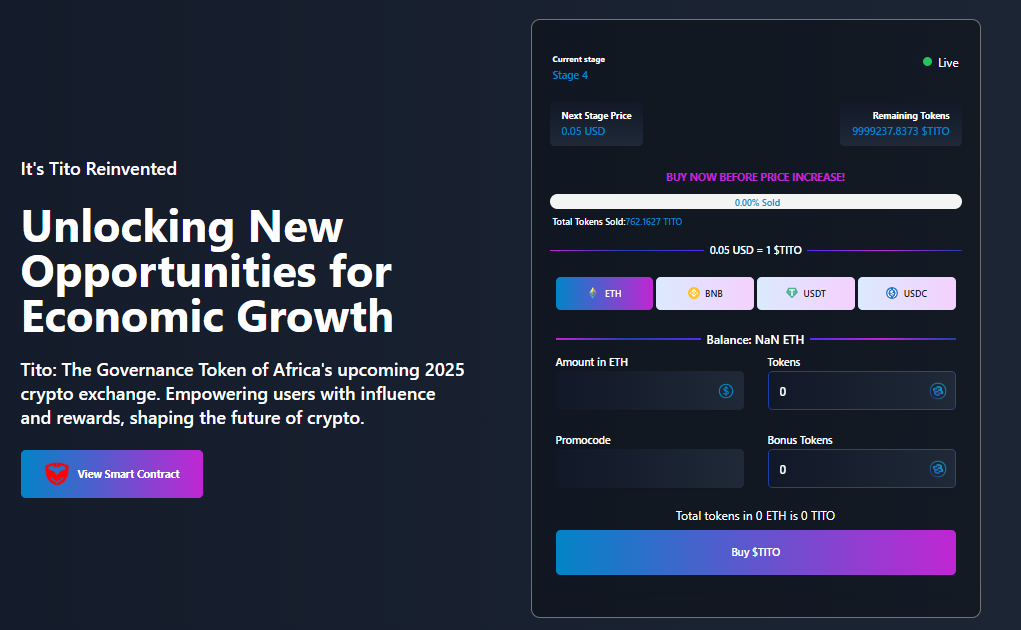 It's Tito Reinvented
Unlocking New
Opportunities for
Economic Growth
Tito: The Governance Token of Africa's upcoming 2025
crypto exchange. Empowering users with influence
and rewards, shaping the future of crypto.
View Smart Contract
Current stage
Stage 4
Live
Next Stage Price
0.05 USD
Remaining Tokens
9999237.8373 $TITO
BUY NOW BEFORE PRICE INCREASE!
0.00% Sold
Total Tokens Sold:762.1627 TITO
0.05 USD = 1 $TITO
ETH
BNB
USDT
USDC
Balance: NaN ETH
Amount in ETH
Tokens
0
Promocode
Bonus Tokens
0
Total tokens in 0 ETH is 0 TITO
Buy $TITO